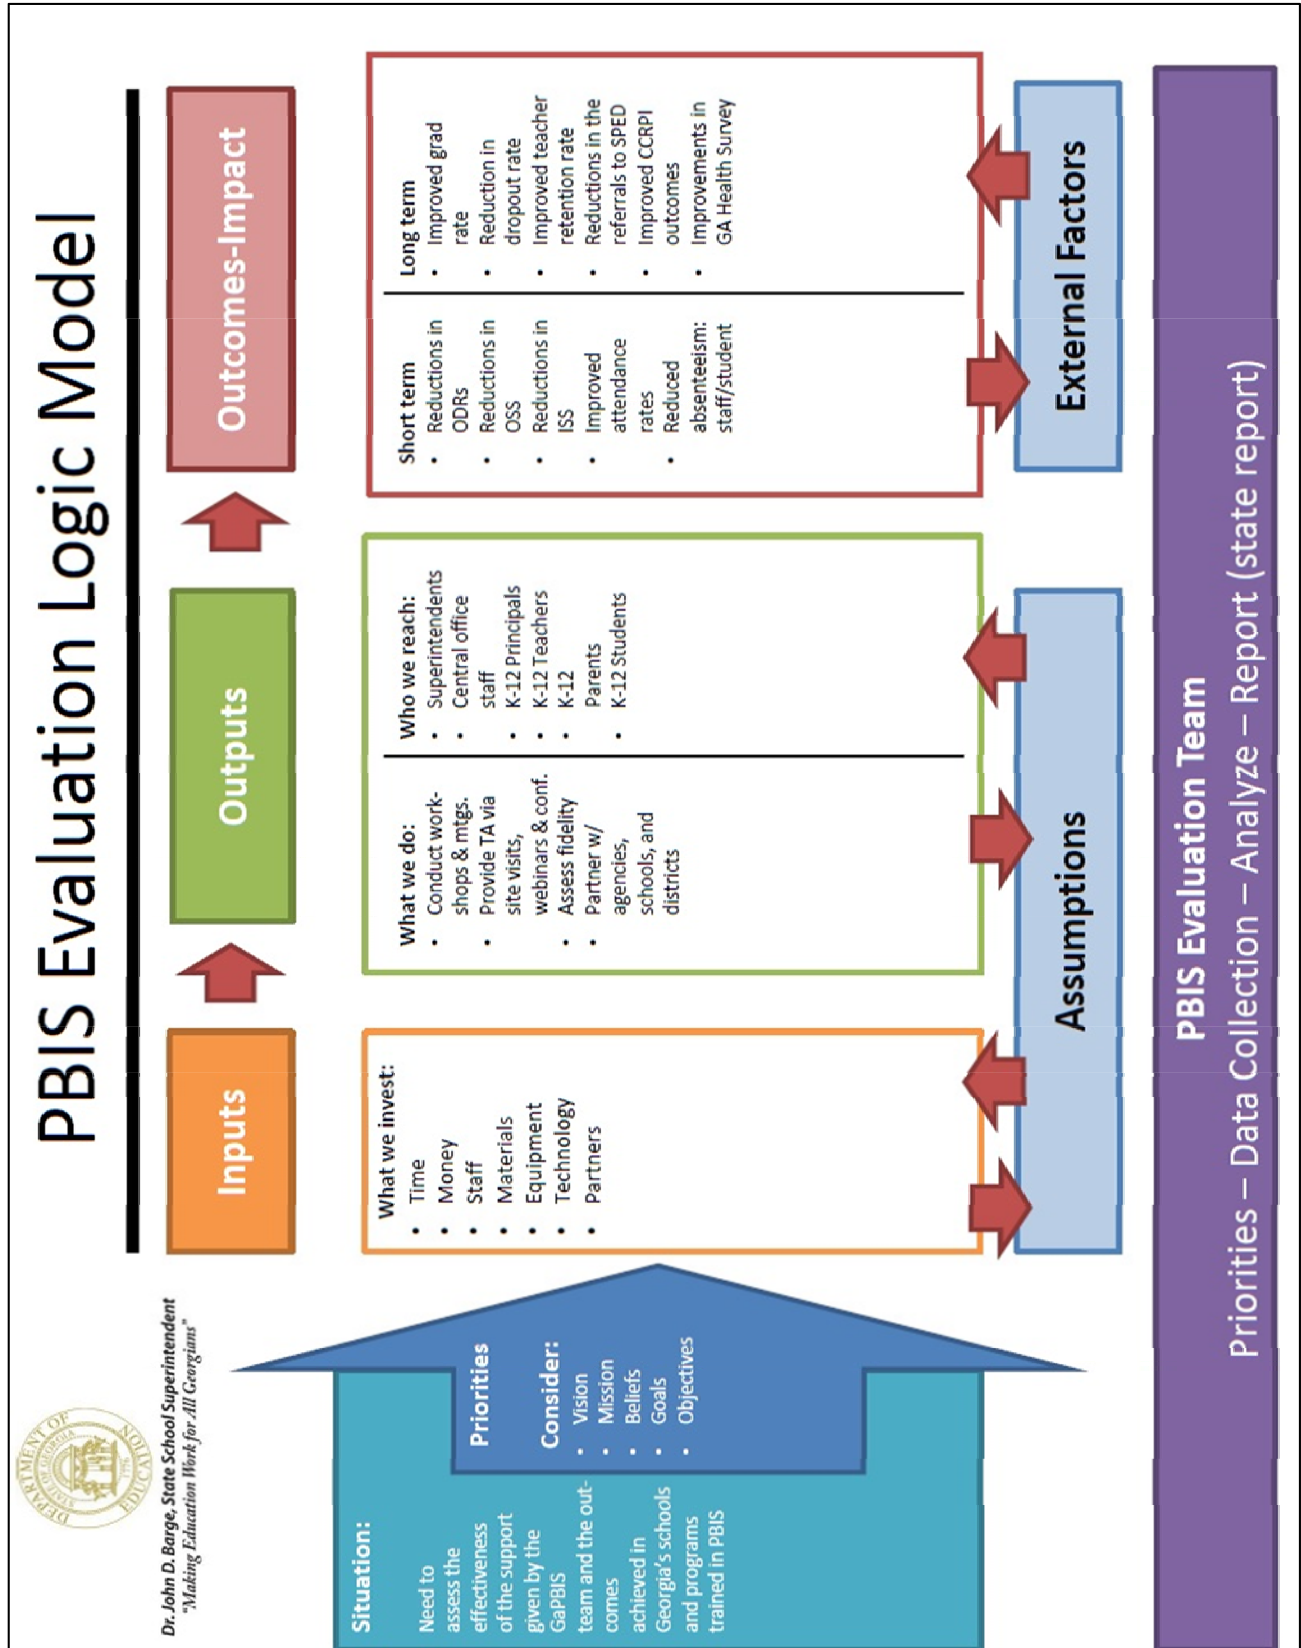 DEPARTMENT OF
EDUCATION
STATE OF GEORGIA
1776
Dr. John D. Barge, State School Superintendent
"Making Education Work for All Georgians"
PBIS Evaluation Logic Model
Situation:
Need to
assess the
effectiveness
of the support
given by the
GaPBIS
team and the out-
comes
achieved in
Georgia's schools
and programs
trained in PBIS
Priorities
Consider:
• Vision
• Mission
• Beliefs
• Goals
• Objectives
Inputs
What we invest:
• Time
• Money
• Staff
• Materials
• Equipment
• Technology
• Partners
Outputs
What we do:
• Conduct work-
shops & mtgs.
• Provide TA via
site visits,
webinars & conf.
• Assess fidelity
• Partner w/
agencies,
schools, and
districts
Who we reach:
• Superintendents
• Central office
staff
• K-12 Principals
• K-12 Teachers
• K-12
Parents
• K-12 Students
Outcomes-Impact
Short term
• Reductions in
ODRs
• Reductions in
OSS
• Reductions in
ISS
• Improved
attendance
rates
• Reduced
absenteeism:
staff/student
Long term
• Improved grad
rate
• Reduction in
dropout rate
• Improved teacher
retention rate
• Reductions in the
referrals to SPED
• Improved CCRPI
outcomes
• Improvements in
GA Health Survey
Assumptions
External Factors
PBIS Evaluation Team
Priorities – Data Collection – Analyze – Report (state report)